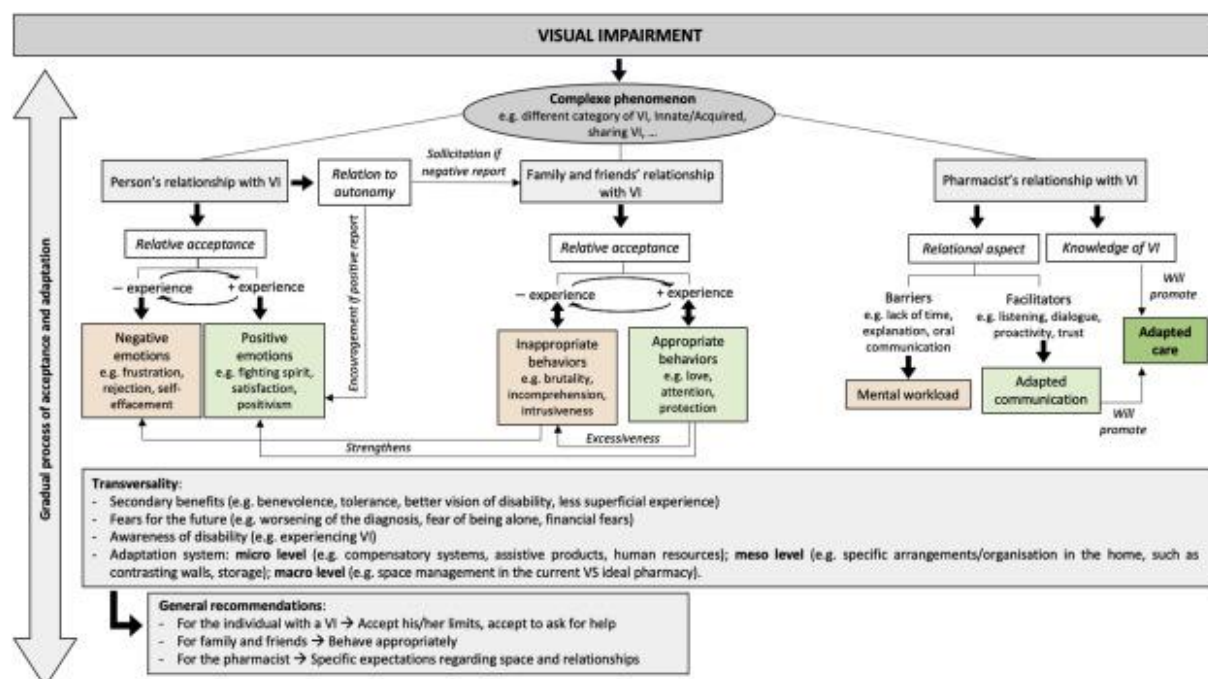 VISUAL IMPAIRMENT
Complexe phenomenon
e.g. different category of VI, Innate/Acquired,
sharing VI, ...
Gradual process of acceptance and adaptation
Person's relationship with VI
Relation to
autonomy
Sollicitation if
negative report
Family and friends' relationship
with VI
Pharmacist's relationship with VI
Relative acceptance
− experience
+ experience
Negative
emotions
e.g. frustration,
rejection, self-
effacement
Positive
emotions
e.g. fighting spirit,
satisfaction,
positivism
Encouragement if positive report
Relative acceptance
− experience
+ experience
Inappropriate
behaviors
e.g. brutality,
incomprehension,
intrusiveness
Appropriate
behaviors
e.g. love,
attention,
protection
Strengthens
Excessiveness
Relational aspect
Knowledge of VI
Barriers
e.g. lack of time,
explanation, oral
communication
Facilitators
e.g. listening, dialogue,
proactivity, trust
Will
promote
Adapted
care
Mental workload
Adapted
communication
Will
promote
Transversality:
- Secondary benefits (e.g. benevolence, tolerance, better vision of disability, less superficial experience)
- Fears for the future (e.g. worsening of the diagnosis, fear of being alone, financial fears)
- Awareness of disability (e.g. experiencing VI)
- Adaptation system: micro level (e.g. compensatory systems, assistive products, human resources); meso level (e.g. specific arrangements/organisation in the home, such as
contrasting walls, storage); macro level (e.g. space management in the current VS ideal pharmacy).
General recommendations:
- For the individual with a VI → Accept his/her limits, accept to ask for help
- For family and friends → Behave appropriately
- For the pharmacist → Specific expectations regarding space and relationships